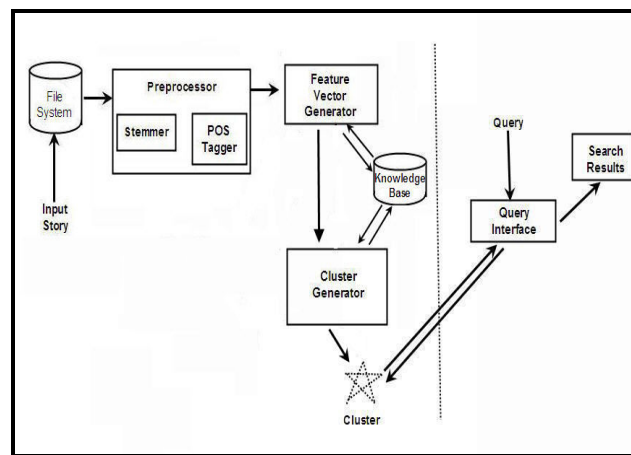 File
System
Preprocessor
Stemmer
POS
Tagger
Feature
Vector
Generator
Knowledge
Base
Input
Story
Cluster
Generator
Cluster
Query
Query
Interface
Search
Results